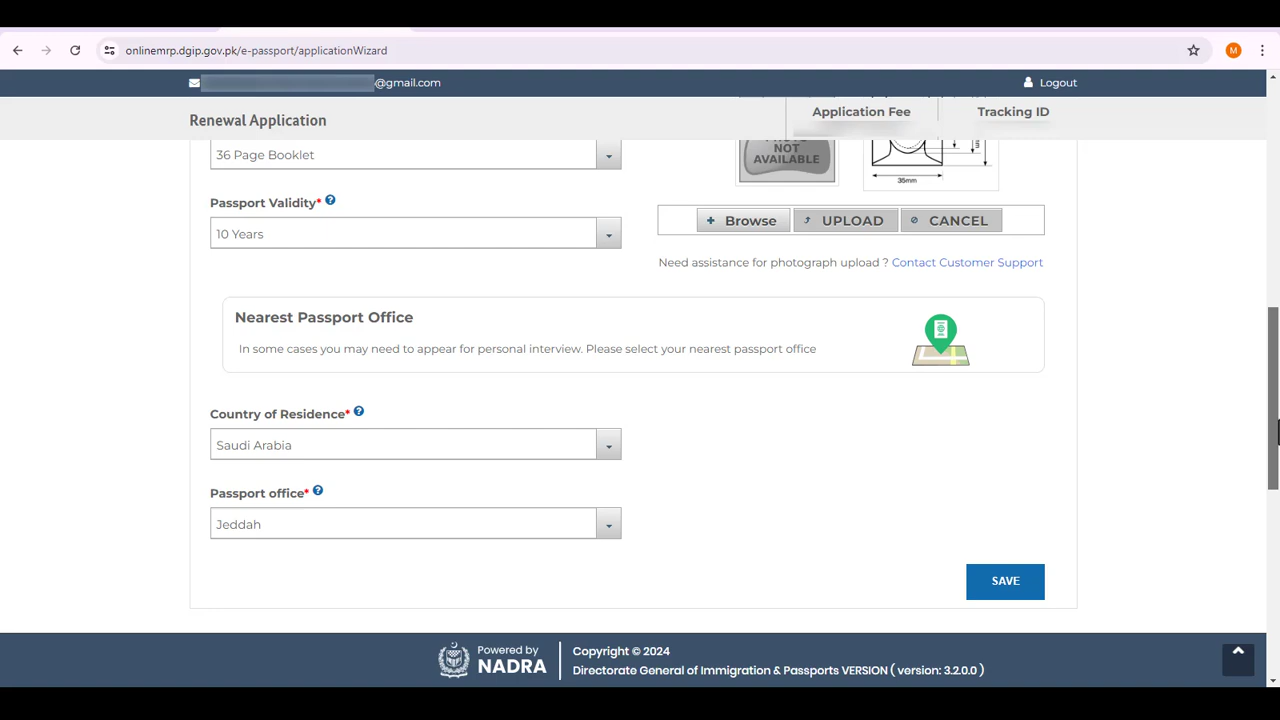 onlinemrp.dgip.gov.pk/e-passport/applicationWizard
M
@gmail.com
Logout
Renewal Application
Application Fee
Tracking ID
36 Page Booklet
PHOTO NOT
AVAILABLE
35mm
Passport Validity* ?
10 Years
+ Browse
UPLOAD
CANCEL
Need assistance for photograph upload ? Contact Customer Support
Nearest Passport Office
In some cases you may need to appear for personal interview. Please select your nearest passport office
Country of Residence* ?
Saudi Arabia
Passport office* ?
Jeddah
SAVE
Powered by
NADRA
Copyright © 2024
Directorate General of Immigration & Passports VERSION ( version: 3.2.0.0 )